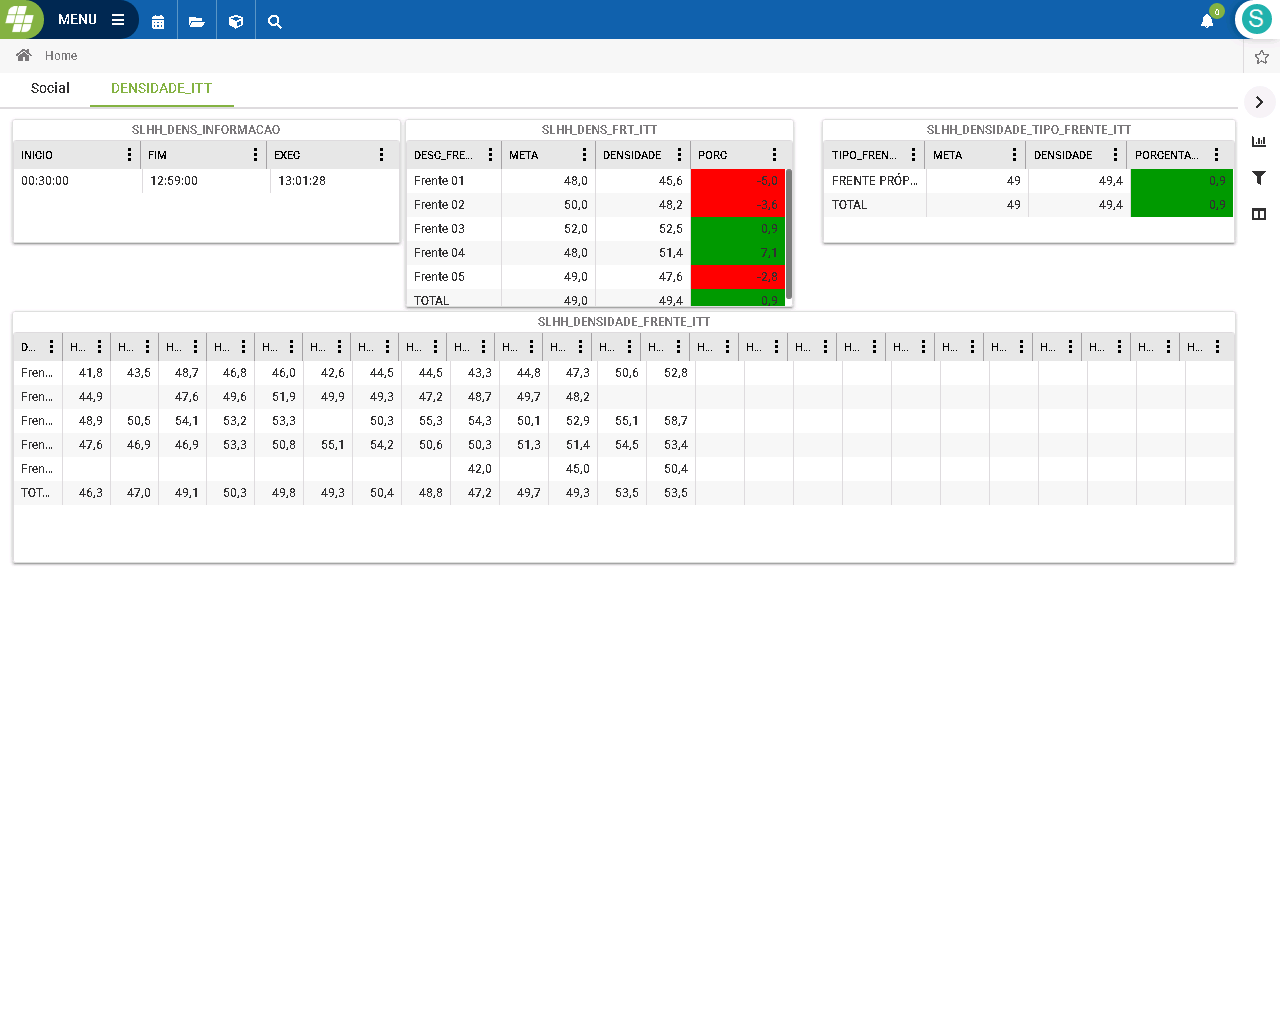 MENU
0
S
Home
Social DENSIDADE_ITT
SLHH_DENS_INFORMACAO
INICIO FIM EXEC
00:30:00 12:59:00 13:01:28
SLHH_DENS_FRT_ITT
DESC_FRE... META DENSIDADE PORC
Frente 01 48,0 45,6 -5,0
Frente 02 50,0 48,2 -3,6
Frente 03 52,0 52,5 0,9
Frente 04 48,0 51,4 7,1
Frente 05 49,0 47,6 -2,8
TOTAL 49,0 49,4 0,9
SLHH_DENSIDADE_TIPO_FRENTE_ITT
TIPO_FREN... META DENSIDADE PORCENTA...
FRENTE PRÓP... 49 49,4 0,9
TOTAL 49 49,4 0,9
SLHH_DENSIDADE_FRENTE_ITT
D... H... H... H... H... H... H... H... H... H... H... H... H... H... H... H... H... H... H... H... H... H... H... H... H...
Fren... 41,8 43,5 48,7 46,8 46,0 42,6 44,5 44,5 43,3 44,8 47,3 50,6 52,8
Fren... 44,9 47,6 49,6 51,9 49,9 49,3 47,2 48,7 49,7 48,2
Fren... 48,9 50,5 54,1 53,2 53,3 50,3 55,3 54,3 50,1 52,9 55,1 58,7
Fren... 47,6 46,9 46,9 53,3 50,8 55,1 54,2 50,6 50,3 51,3 51,4 54,5 53,4
Fren... 42,0 45,0 50,4
TOT... 46,3 47,0 49,1 50,3 49,8 49,3 50,4 48,8 47,2 49,7 49,3 53,5 53,5